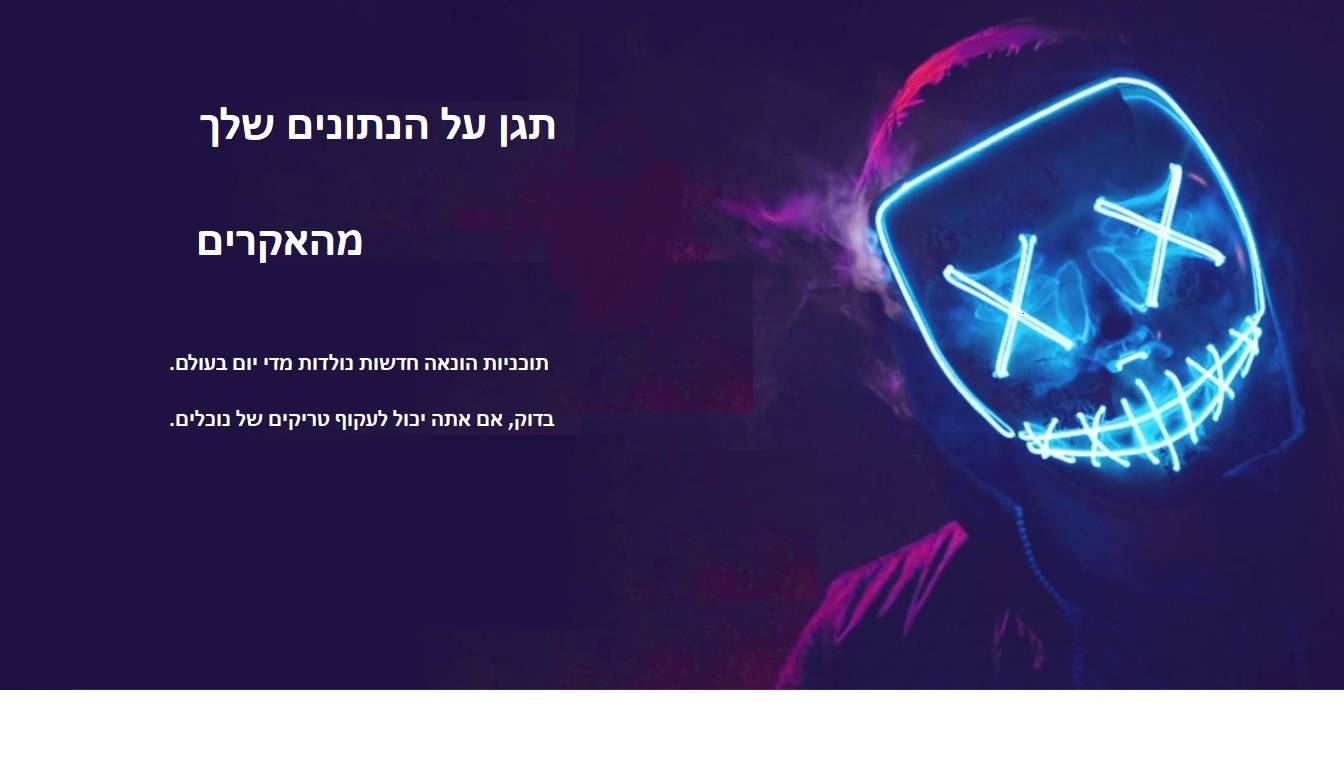 תגן על הנתונים שלך
מהאקרים
תוכניות הונאה חדשות נולדות מדי יום בעולם.
בדוק, אם אתה יכול לעקוף טריקים של נוכלים.